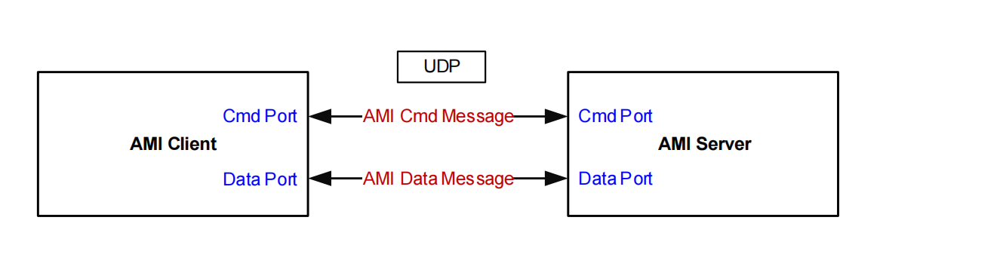 UDP
Cmd Port
AMI Cmd Message
Cmd Port
AMI Client
AMI Server
Data Port
AMI Data Message
Data Port